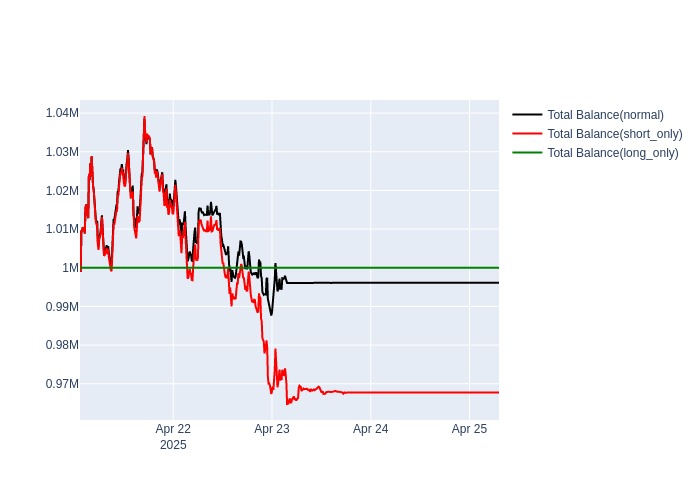 1.04M
1.03M
1.02M
1.01M
1M
0.99M
0.98M
0.97M
Apr 22
2025
Apr 23
Apr 24
Apr 25
Total Balance(normal)
Total Balance(short_only)
Total Balance(long_only)